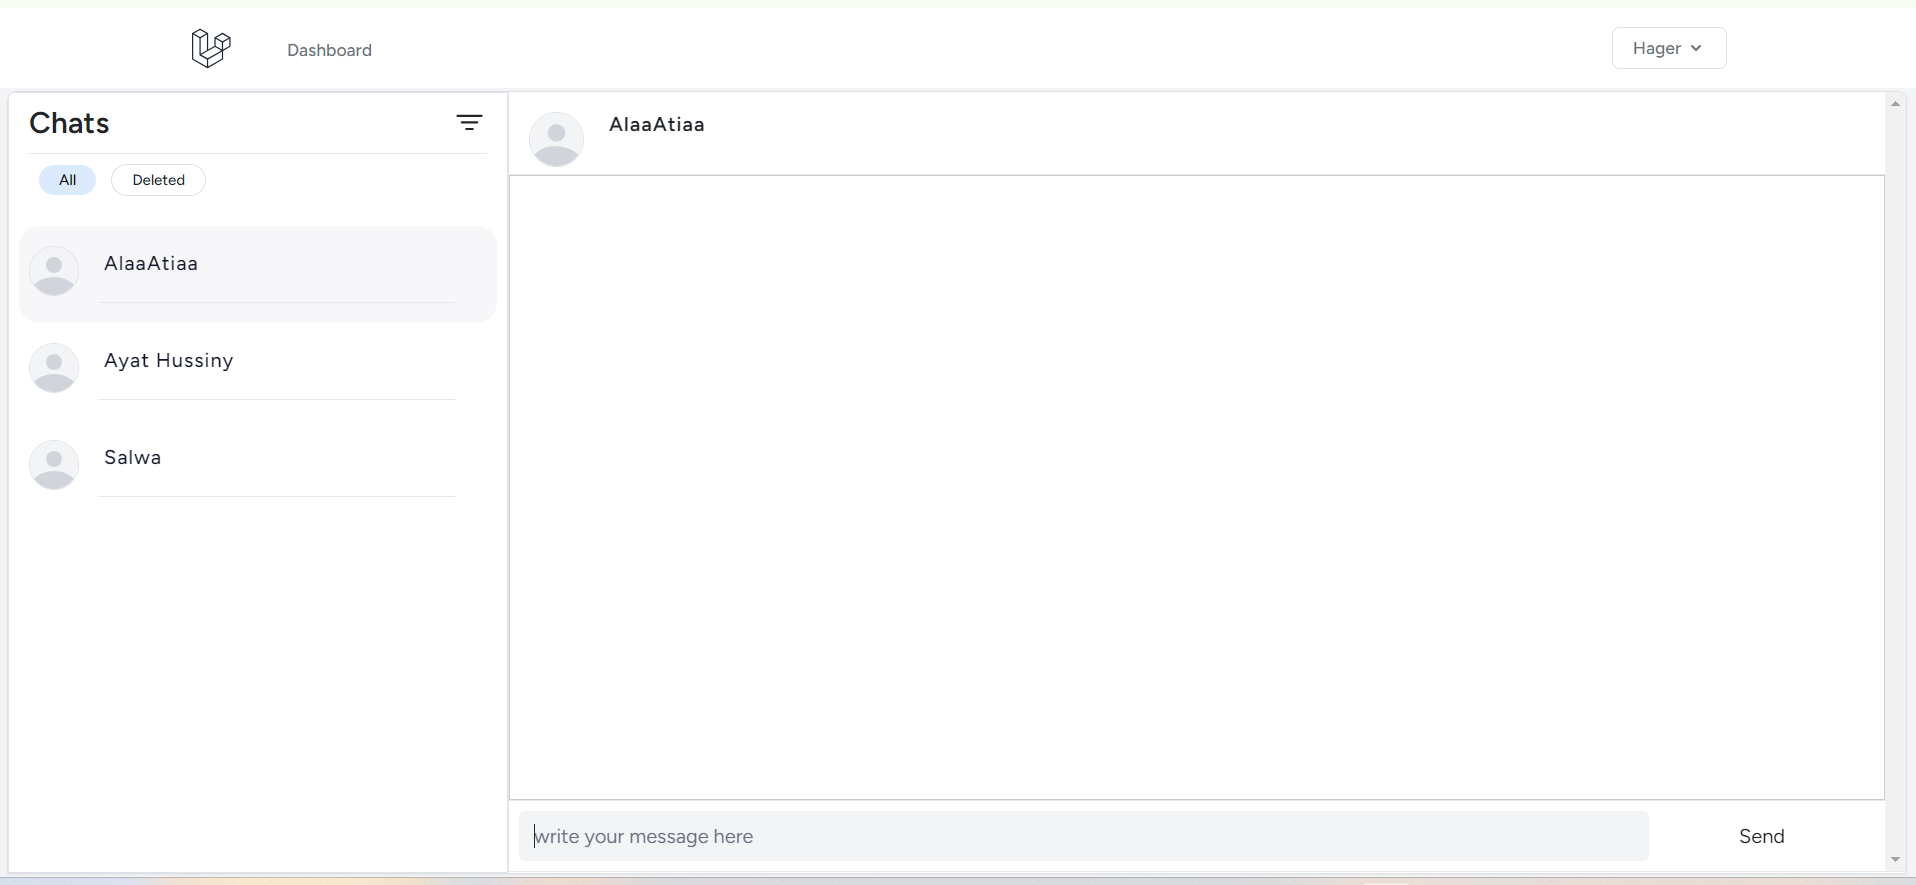 Dashboard
Hager
Chats
All
Deleted
AlaaAtiaa
Ayat Hussiny
Salwa
AlaaAtiaa
write your message here
Send